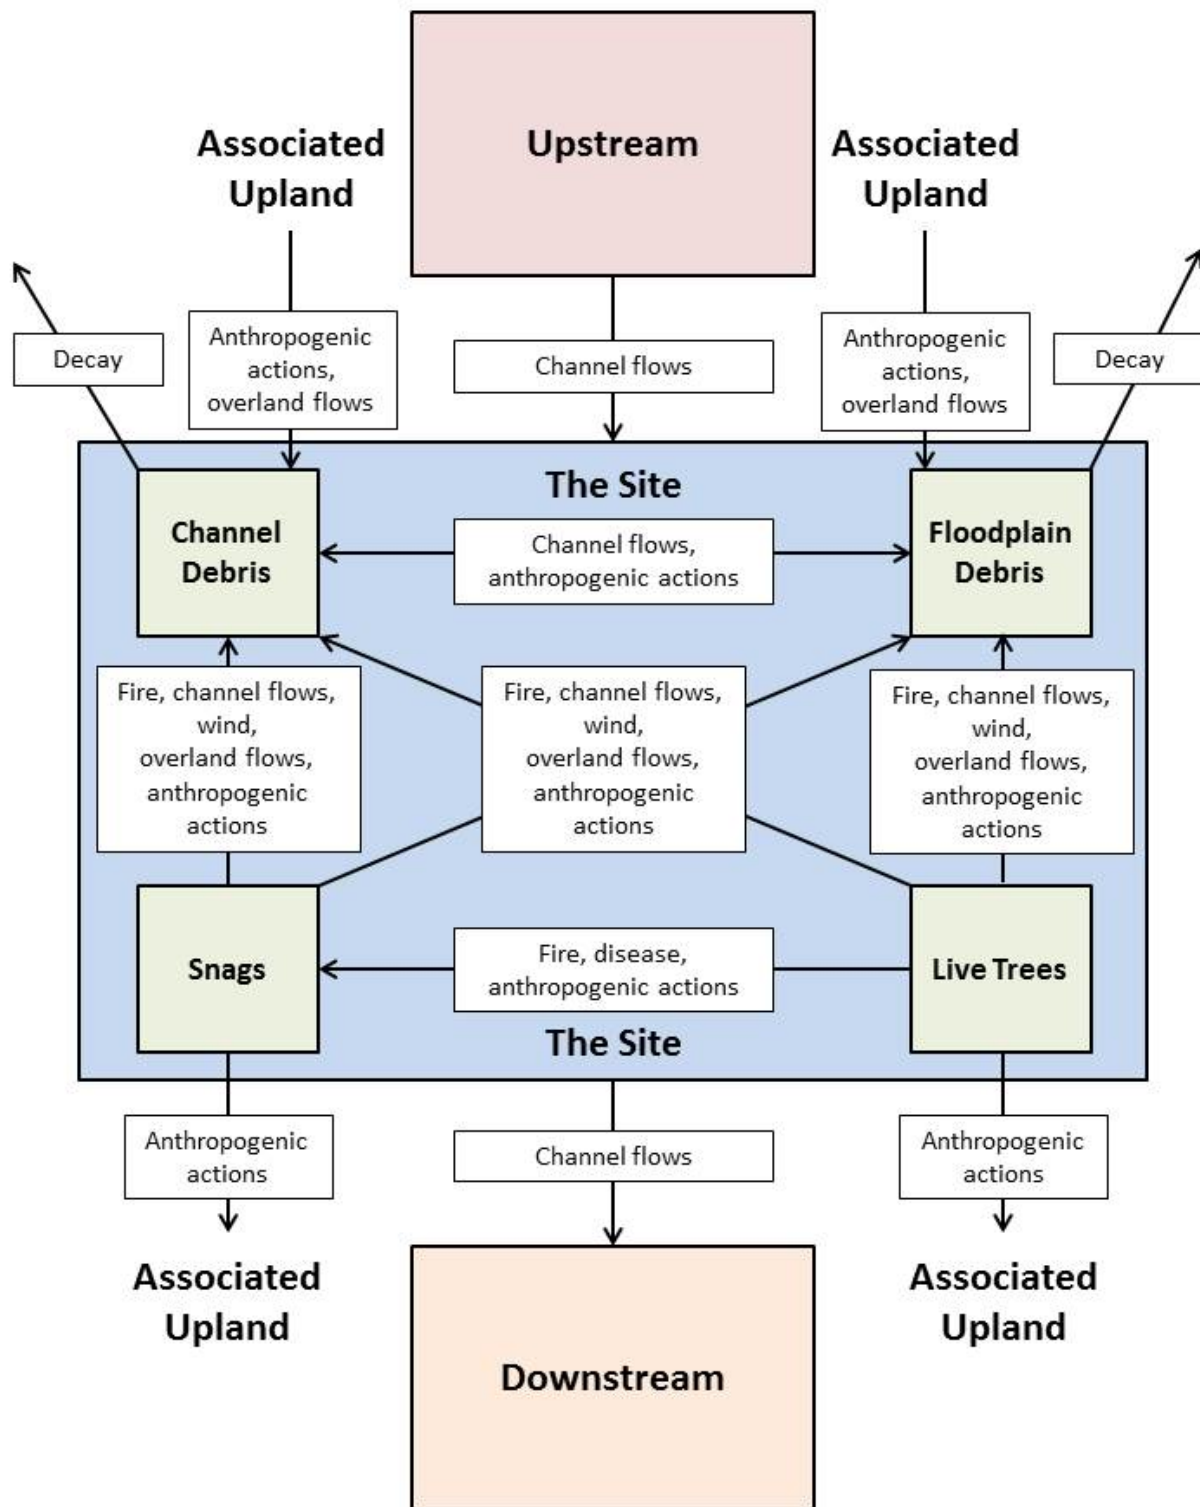 Upstream
Associated
Upland
Associated
Upland
Decay
Anthropogenic
actions,
overland flows
Channel flows
Anthropogenic
actions,
overland flows
Decay
The Site
Channel
Debris
Channel flows,
anthropogenic actions
Floodplain
Debris
Fire, channel flows,
wind,
overland flows,
anthropogenic
actions
Fire, channel flows,
wind,
overland flows,
anthropogenic
actions
Fire, channel flows,
wind,
overland flows,
anthropogenic
actions
Snags
Fire, disease,
anthropogenic actions
Live Trees
The Site
Anthropogenic
actions
Channel flows
Anthropogenic
actions
Associated
Upland
Associated
Upland
Downstream